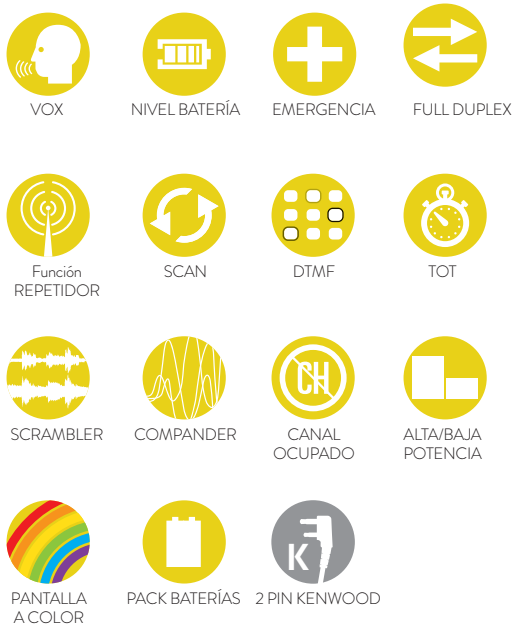 VOX
NIVEL BATERÍA
EMERGENCIA
FULL DUPLEX
Función
REPETIDOR
SCAN
DTMF
TOT
SCRAMBLER
COMPANDER
CH
CANAL
OCUPADO
ALTA/BAJA
POTENCIA
PANTALLA
A COLOR
PACK BATERÍAS
K
2 PIN KENWOOD